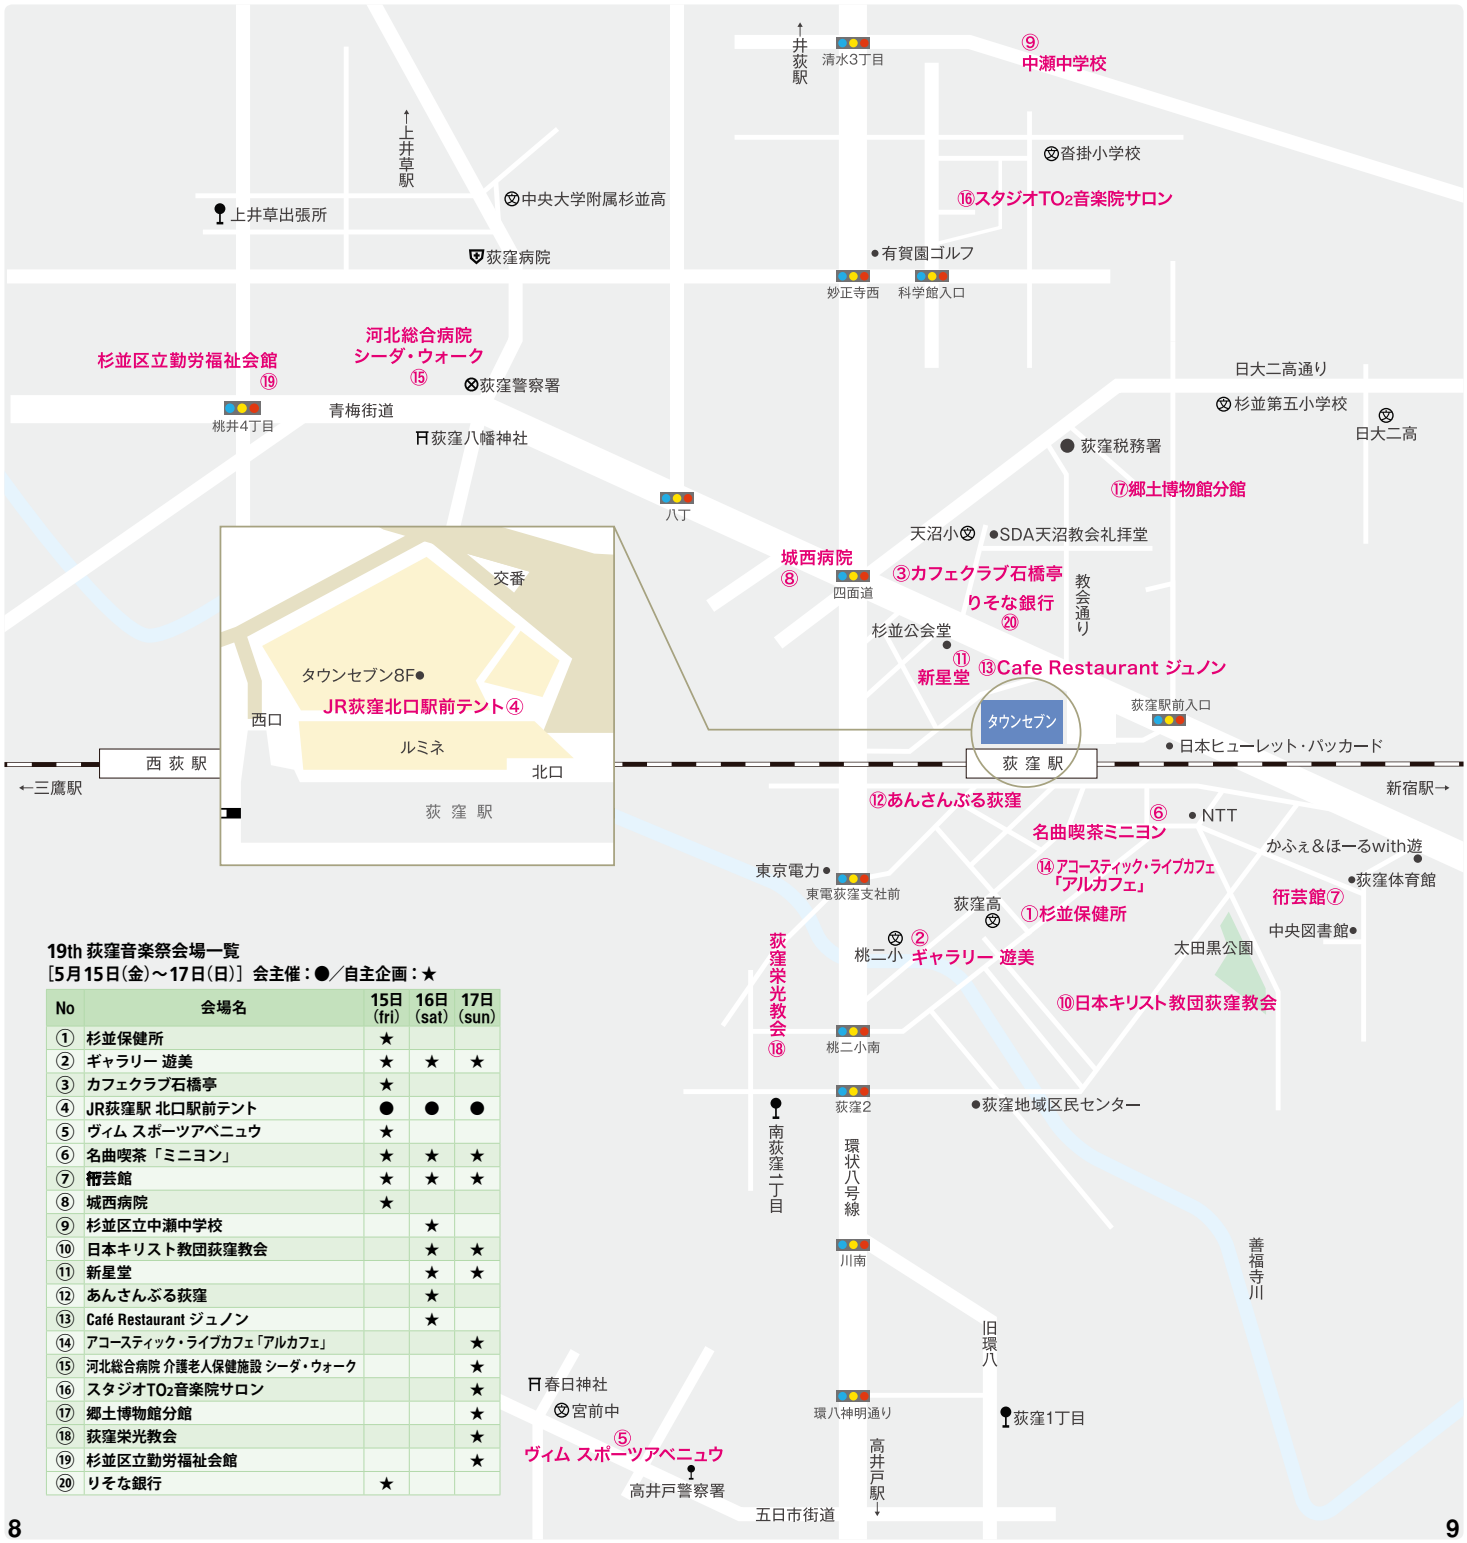 ↑井荻駅
清水3丁目
⑨
中瀬中学校
↑上井草駅
沓掛小学校
中央大学附属杉並高
⑯スタジオTO2音楽院サロン
上井草出張所
荻窪病院
有賀園ゴルフ
妙正寺西
科学館入口
河北総合病院
シーダ・ウォーク
⑮
杉並区立勤労福祉会館
⑲
荻窪警察署
日大二高通り
桃井4丁目
青梅街道
杉並第五小学校
日大二高
荻窪八幡神社
荻窪税務署
⑰郷土博物館分館
八丁
天沼小
SDA天沼教会礼拝堂
城西病院
⑧
四面道
③カフェクラブ石橋亭
教会通り
りそな銀行
⑳
杉並公会堂
⑪
新星堂
⑬Cafe Restaurant ジュノン
交番
タウンセブン8F
JR荻窪北口駅前テント④
西口
ルミネ
北口
荻窪駅
タウンセブン
荻窪駅前入口
日本ヒューレット・パッカード
西荻駅
荻窪駅
←三鷹駅
新宿駅→
⑫あんさんぶる荻窪
⑥
名曲喫茶ミニヨン
NTT
かふぇ＆ほーるwith遊
東京電力
東電荻窪支社前
⑭アコースティック・ライブカフェ
「アルカフェ」
荻窪体育館
衎芸館⑦
荻窪高
①杉並保健所
中央図書館
桃二小
②
ギャラリー 遊美
太田黒公園
荻窪栄光教会⑱
⑩日本キリスト教団荻窪教会
桃二小南
荻窪2
荻窪地域区民センター
南荻窪1丁目
環状八号線
川南
善福寺川
旧環八
春日神社
宮前中
環八神明通り
荻窪1丁目
⑤
ヴィム スポーツアベニュウ
高井戸警察署
高井戸駅↓
五日市街道
19th 荻窪音楽祭会場一覧
［5月15日（金）〜17日（日）］ 会主催：●／自主企画：★
No 会場名 15日（fri） 16日（sat） 17日（sun）
① 杉並保健所 ★
② ギャラリー 遊美 ★ ★ ★
③ カフェクラブ石橋亭 ★
④ JR荻窪駅 北口駅前テント ● ● ●
⑤ ヴィム スポーツアベニュウ ★
⑥ 名曲喫茶「ミニヨン」 ★ ★ ★
⑦ 衎芸館 ★ ★ ★
⑧ 城西病院 ★
⑨ 杉並区立中瀬中学校 ★
⑩ 日本キリスト教団荻窪教会 ★ ★
⑪ 新星堂 ★ ★
⑫ あんさんぶる荻窪 ★
⑬ Café Restaurant ジュノン ★
⑭ アコースティック・ライブカフェ「アルカフェ」 ★
⑮ 河北総合病院 介護老人保健施設 シーダ・ウォーク ★
⑯ スタジオTO2音楽院サロン ★
⑰ 郷土博物館分館 ★
⑱ 荻窪栄光教会 ★
⑲ 杉並区立勤労福祉会館 ★
⑳ りそな銀行 ★
8
9